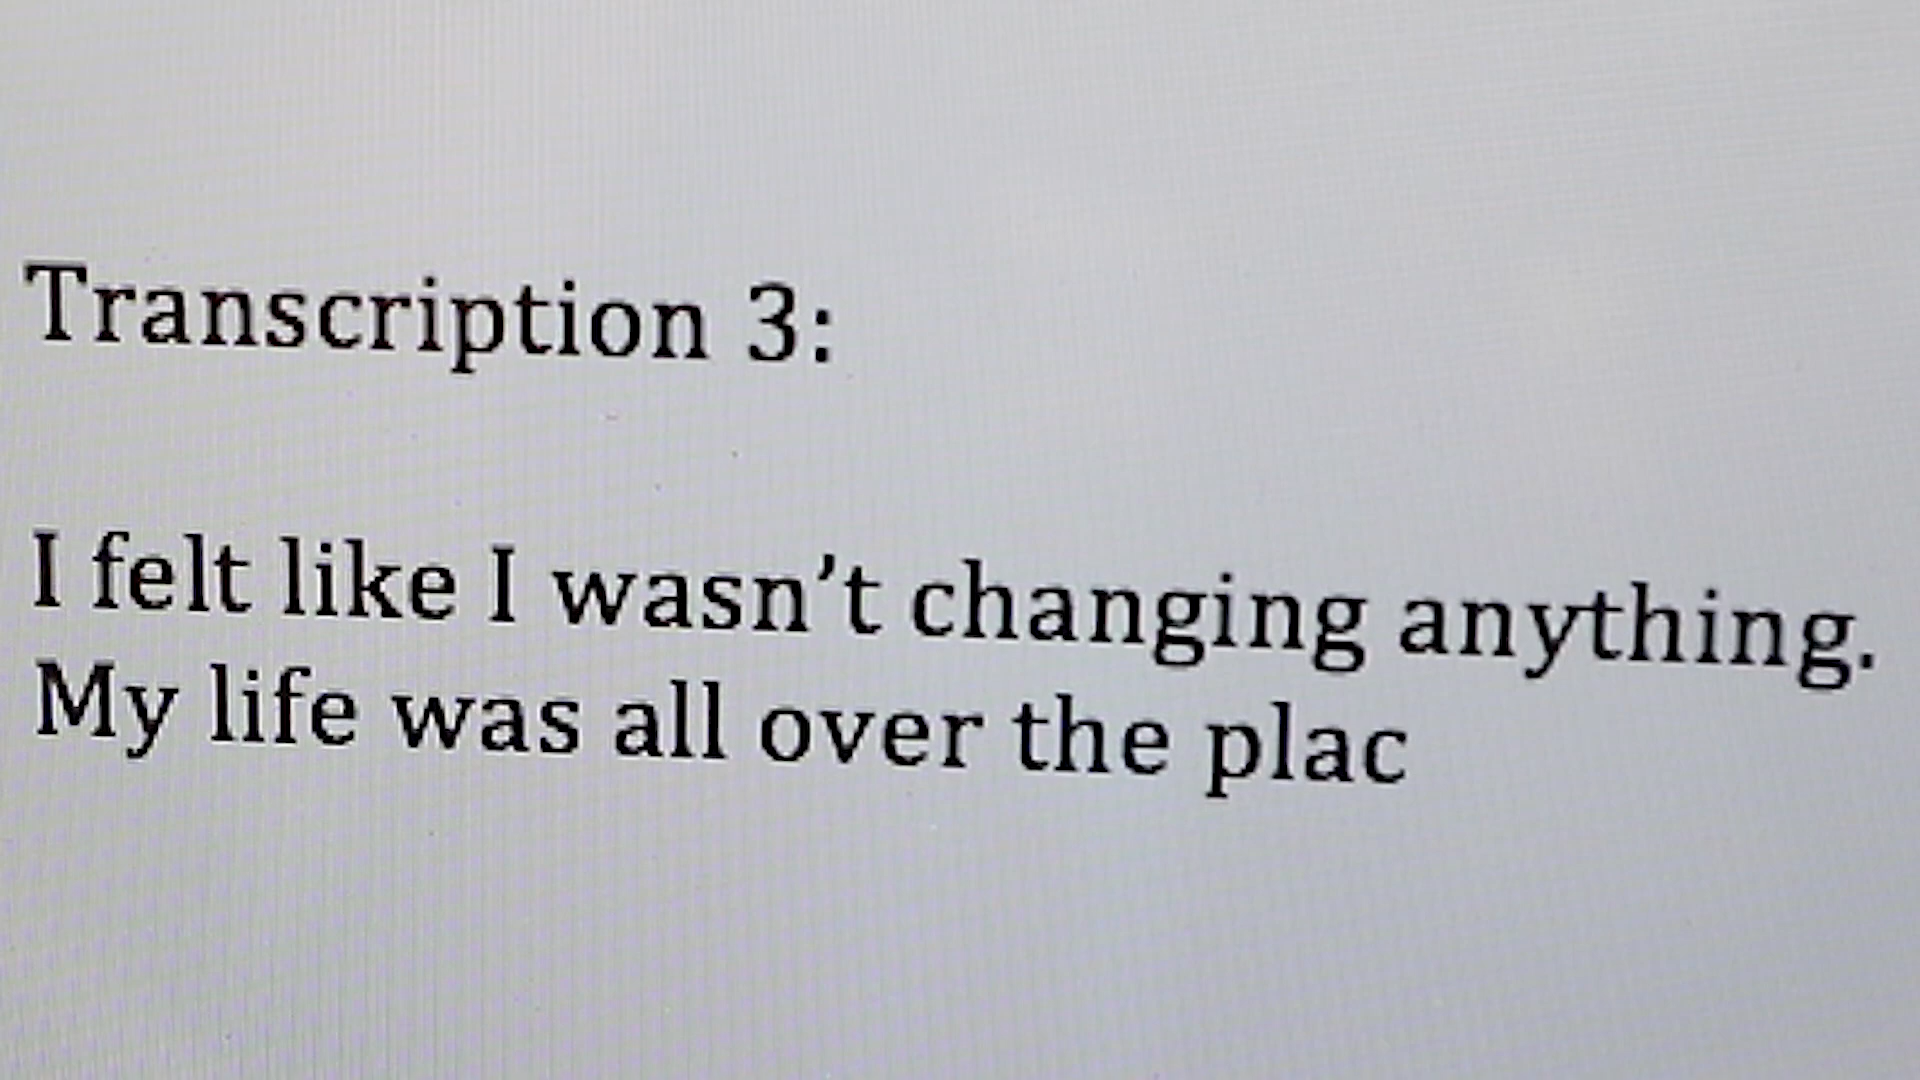 Transcription 3:
I felt like I wasn't changing anything.
My life was all over the plac